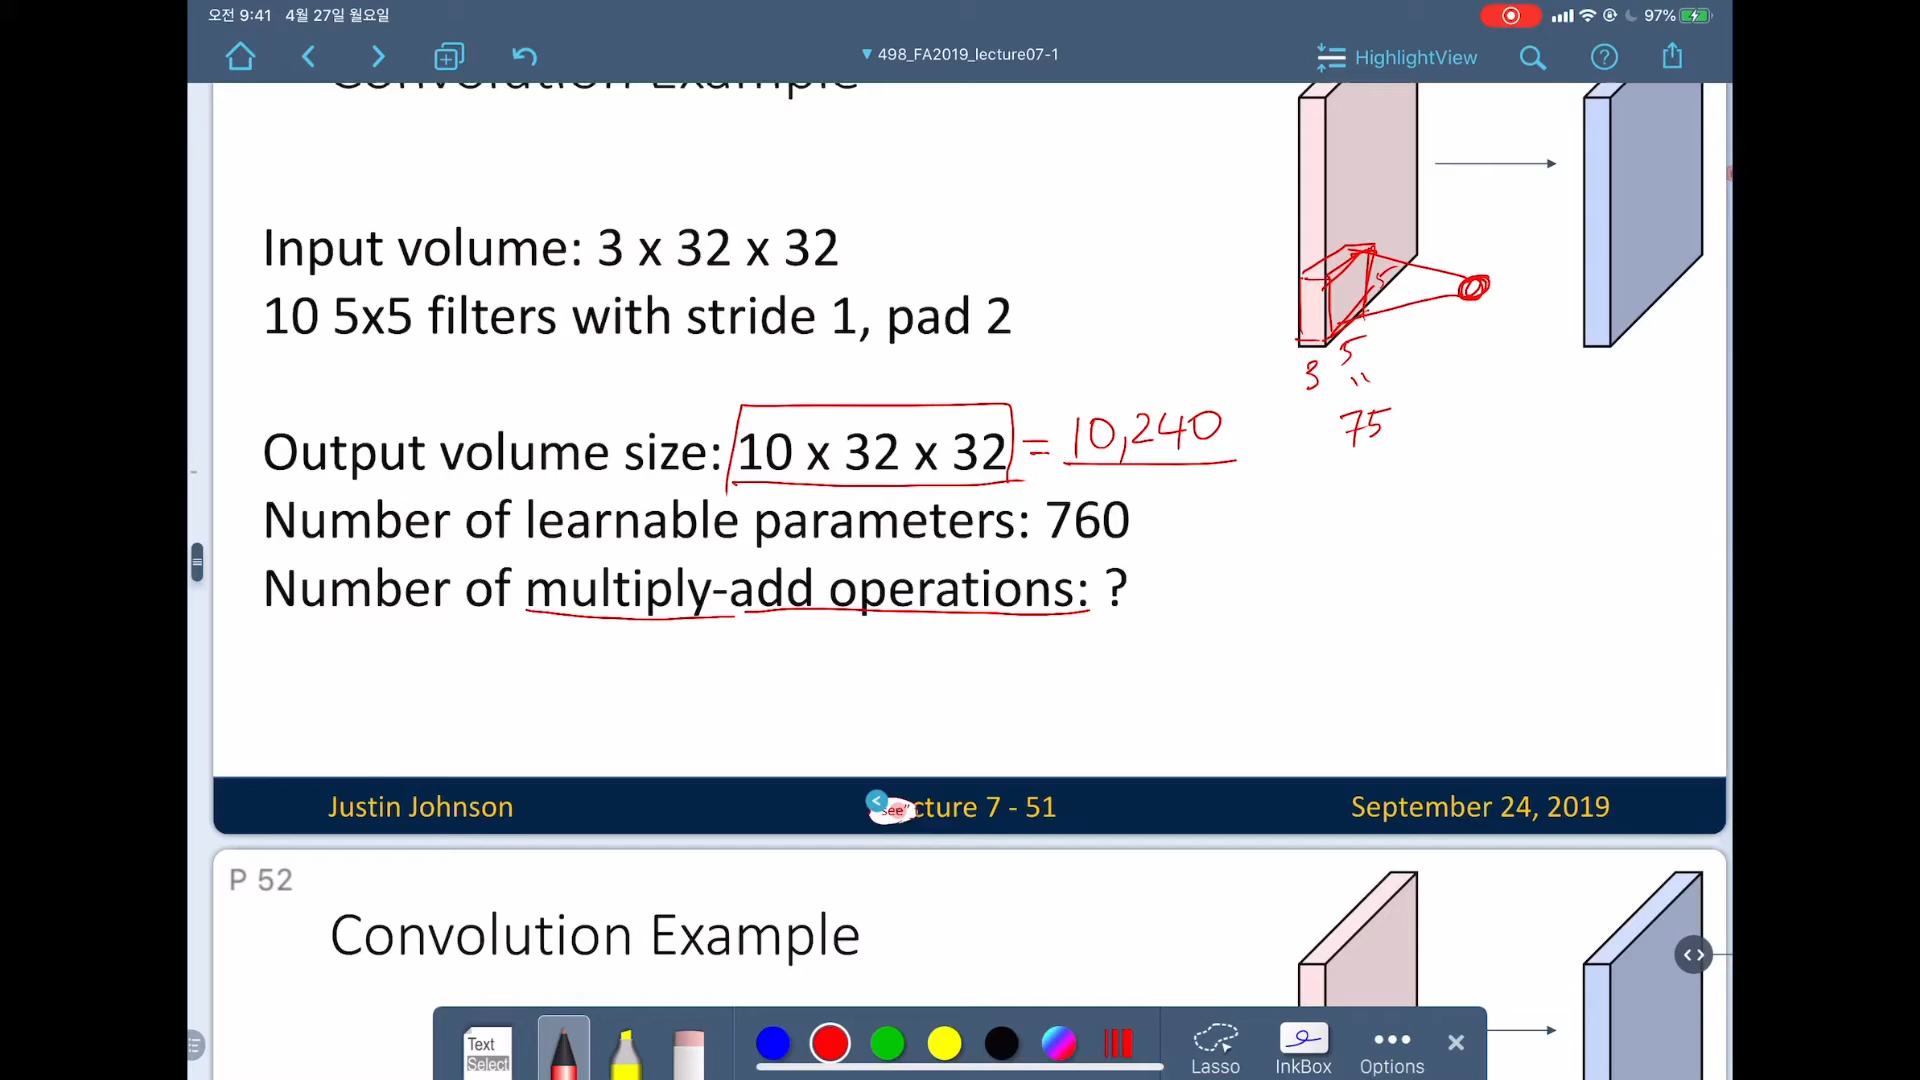 오전 9:41 4월 27일 월요일
97%
498_FA2019_lecture07-1
HighlightView
Convolution Example
Input volume: 3 x 32 x 32
10 5x5 filters with stride 1, pad 2
5
3 5
"
75
Output volume size: 10 x 32 x 32 = 10,240
Number of learnable parameters: 760
Number of multiply-add operations: ?
Justin Johnson
see"
cture 7 - 51
September 24, 2019
P 52
Convolution Example
Text
Select
Lasso
InkBox
Options